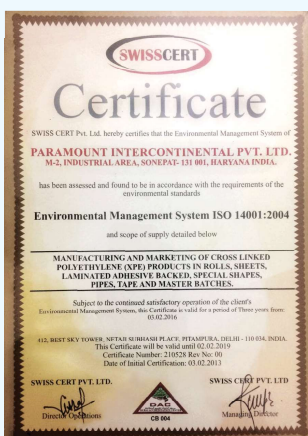 SWISSCERT
Certificate
SWISS CERT Pvt. Ltd. hereby certifies that the Environmental Management System of
PARAMOUNT INTERCONTINENTAL PVT. LTD.
M-2, INDUSTRIAL AREA, SONEPAT- 131 001, HARYANA INDIA.
has been assessed and found to be in accordance with the requirements of the
environmental standards
Environmental Management System ISO 14001:2004
and scope of supply detailed below
MANUFACTURING AND MARKETING OF CROSS LINKED
POLYETHYLENE (XPE) PRODUCTS IN ROLLS, SHEETS,
LAMINATED ADHESIVE BACKED, SPECIAL SHAPES,
PIPES, TAPE AND MASTER BATCHES.
Subject to the continued satisfactory operation of the client's
Environmental Management System, this Certificate is valid for a period of Three years from:
03.02.2016
412, BEST SKY TOWER, NETAJI SUBHASH PLACE, PITAMPURA, DELHI - 110 034, INDIA.
This Certificate will be valid until 02.02.2019
Certificate Number: 210528 Rev No: 00
Date of Initial Certification: 03.02.2013
SWISS CERT PVT. LTD.
SWISS CERT PVT. LTD
Director Operations
CB 004
Managing Director